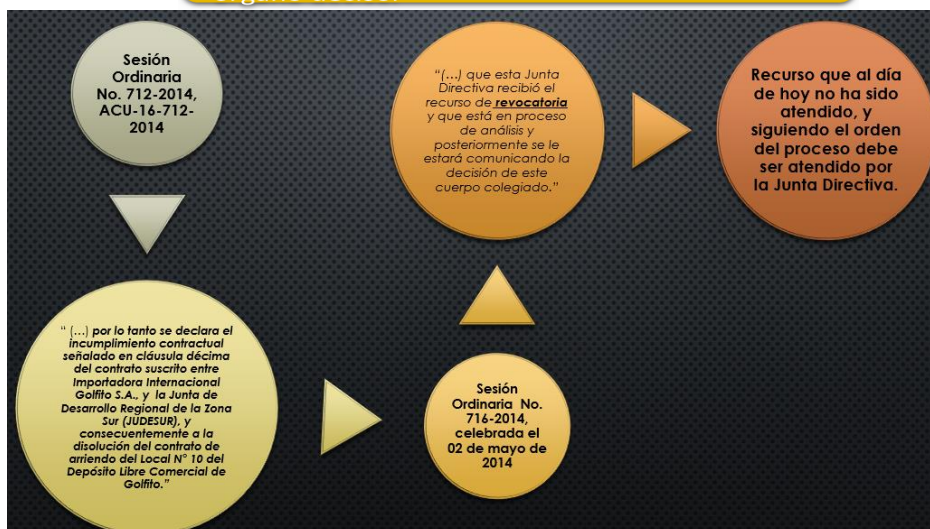 Sesión
Ordinaria
No. 712-2014,
ACU-16-712-
2014
“ (...) por lo tanto se declara el
incumplimiento contractual
señalado en cláusula décima
del contrato suscrito entre
Importadora Internacional
Golfito S.A., y la Junta de
Desarrollo Regional de la Zona
Sur (JUDESUR), y
consecuentemente a la
disolución del contrato de
arriendo del Local N° 10 del
Depósito Libre Comercial de
Golfito.”
Sesión
Ordinaria No.
716-2014,
celebrada el
02 de mayo de
2014
“(...) que esta Junta
Directiva recibió el
recurso de revocatoria
y que está en proceso
de análisis y
posteriormente se le
estará comunicando la
decisión de este
cuerpo colegiado.”
Recurso que al día
de hoy no ha sido
atendido, y
siguiendo el orden
del proceso debe
ser atendido por
la Junta Directiva.